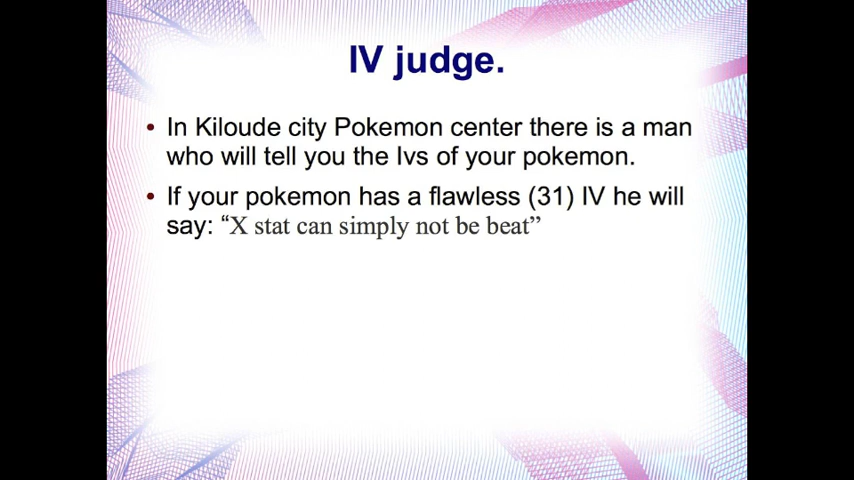 IV judge.
• In Kiloude city Pokemon center there is a man
who will tell you the Ivs of your pokemon.
• If your pokemon has a flawless (31) IV he will
say: “X stat can simply not be beat”